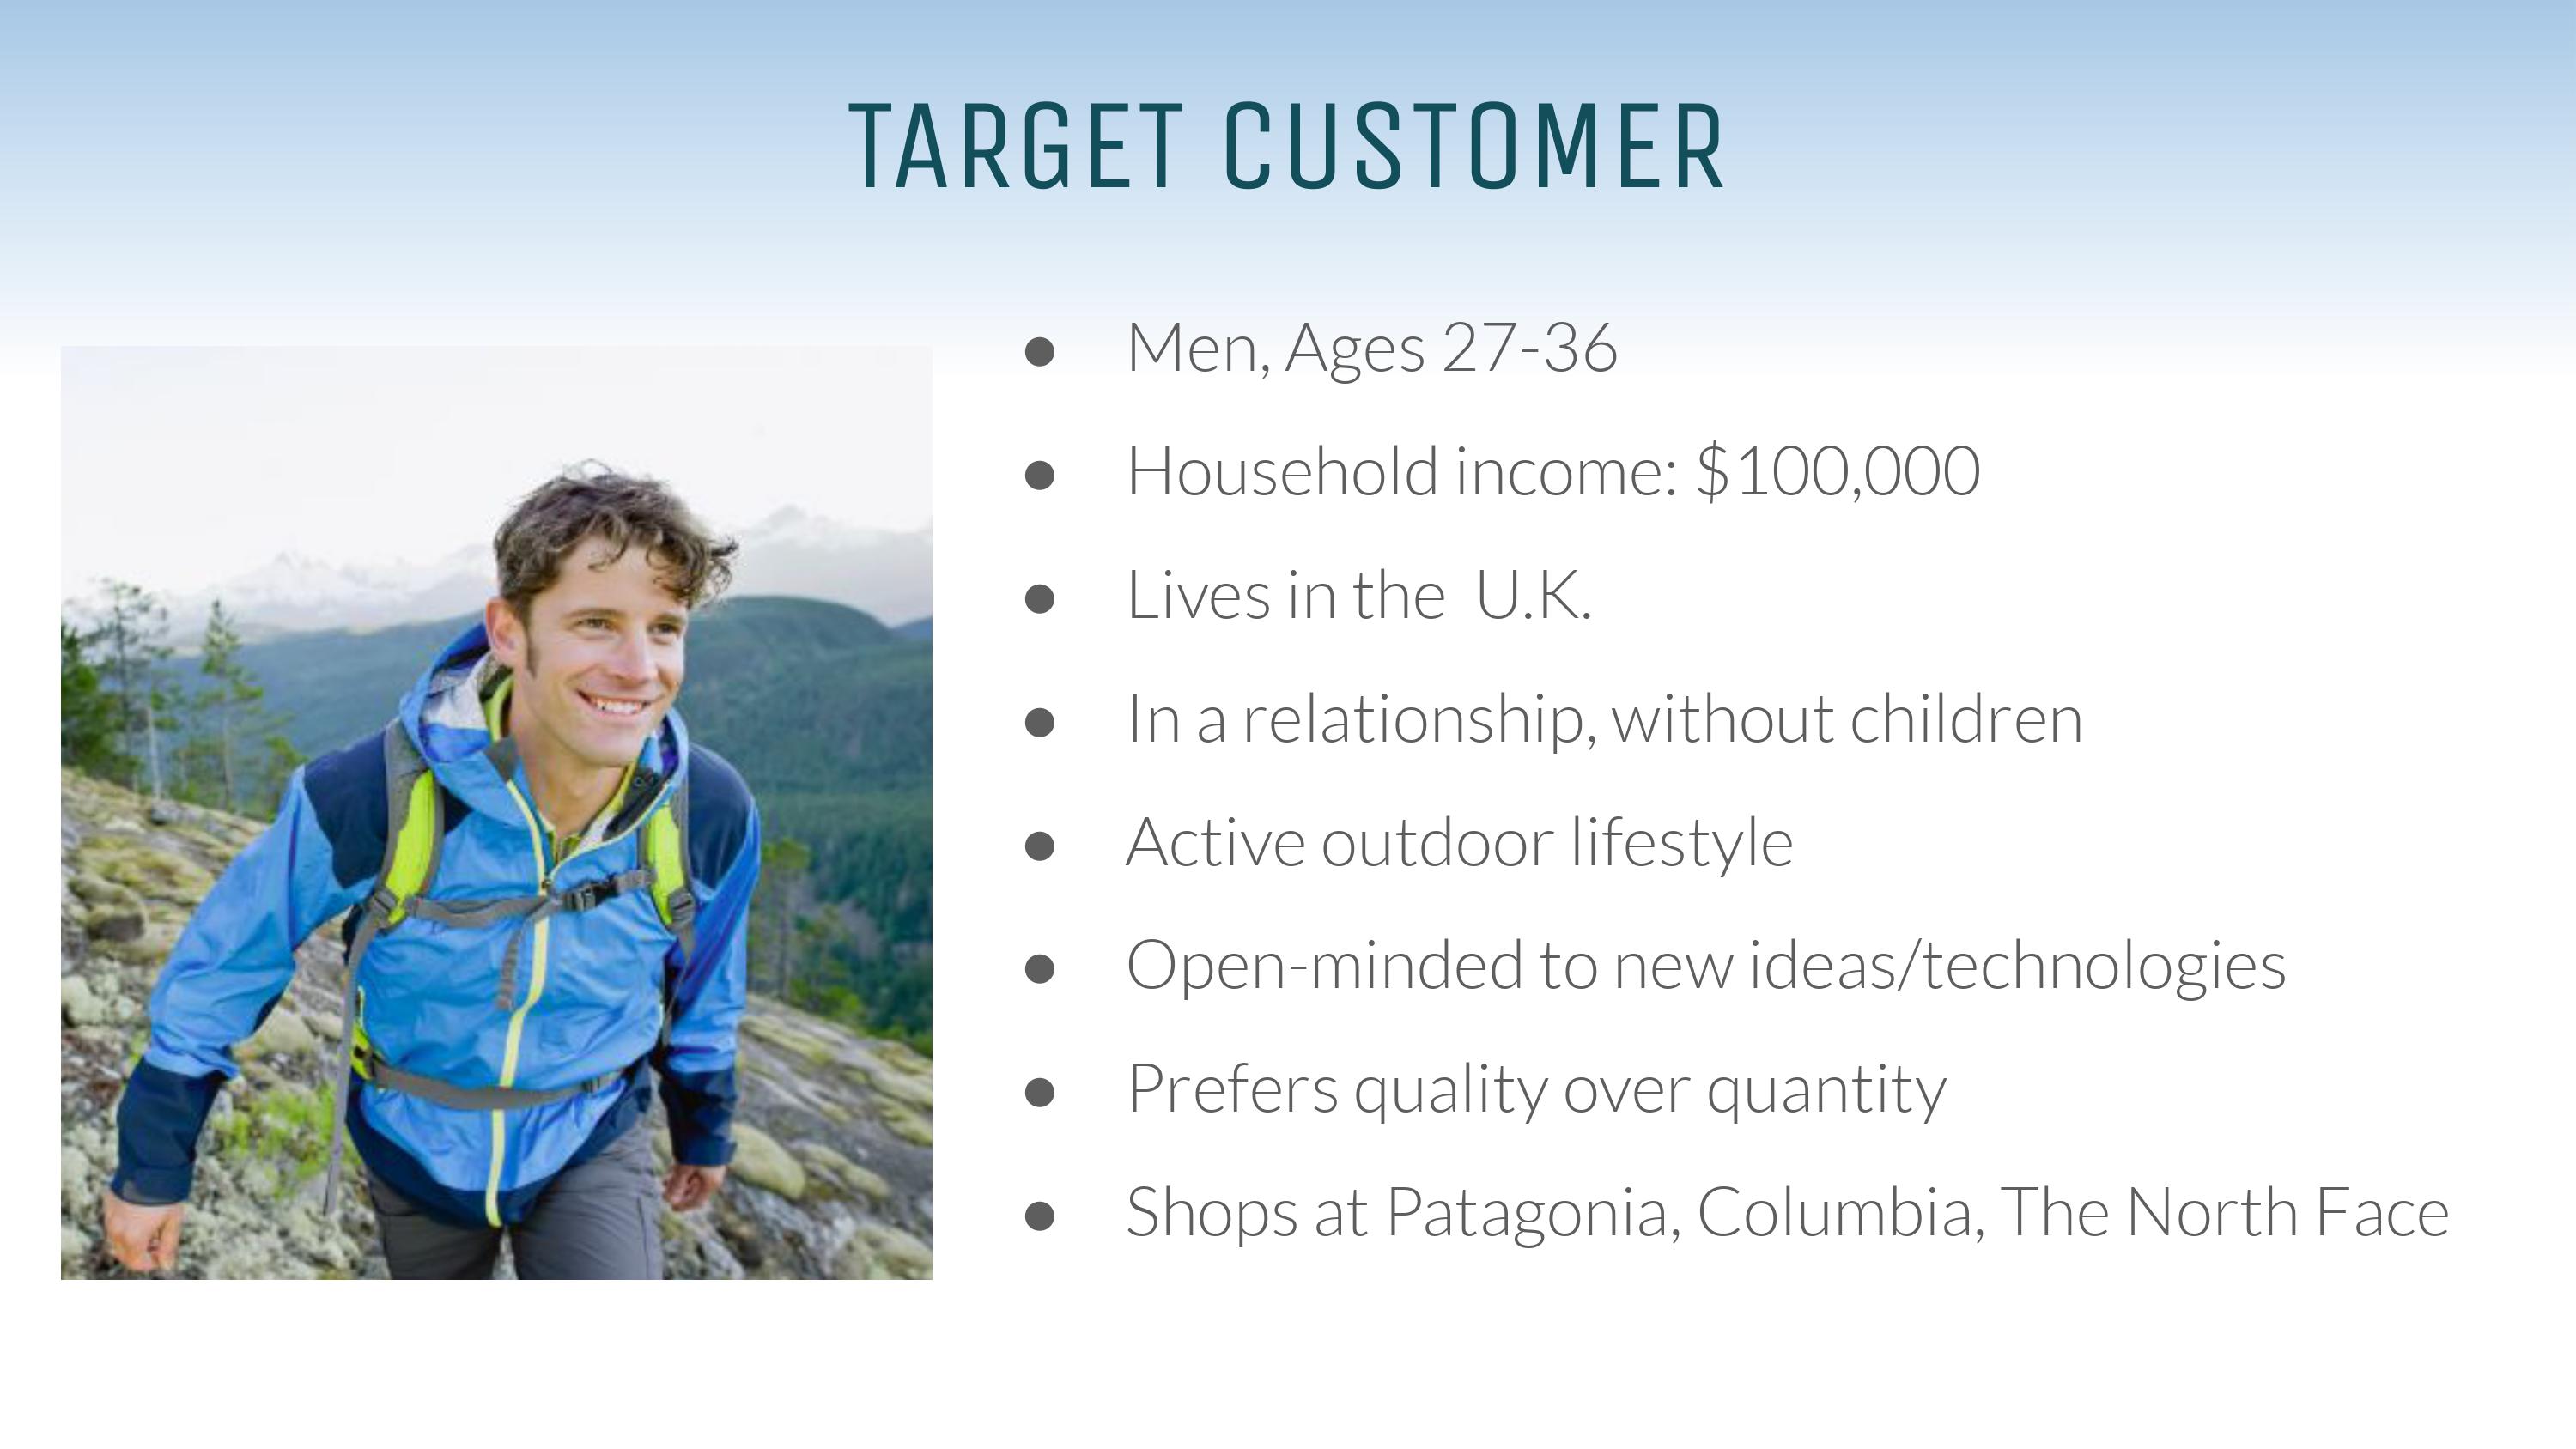 TARGET CUSTOMER
● Men, Ages 27-36
● Household income: $100,000
● Lives in the  U.K.
● In a relationship, without children
● Active outdoor lifestyle
● Open-minded to new ideas/technologies
● Prefers quality over quantity
● Shops at Patagonia, Columbia, The North Face